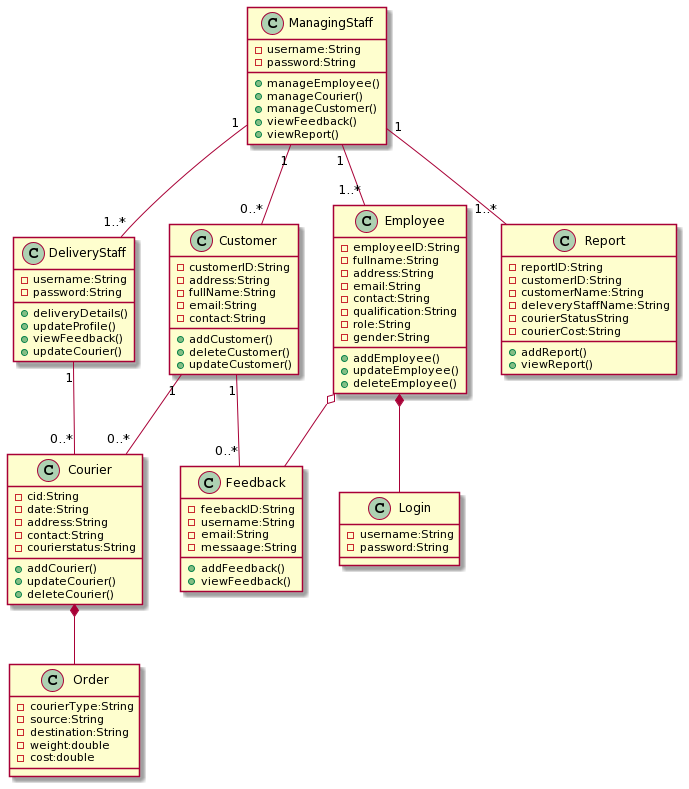 C ManagingStaff
username:String
password:String
manageEmployee()
manageCourier()
manageCustomer()
viewFeedback()
viewReport()
1
1
1
1
1..*
0..*
1..*
1..*
C DeliveryStaff
username:String
password:String
deliveryDetails()
updateProfile()
viewFeedback()
updateCourier()
C Customer
customerID:String
address:String
fullName:String
email:String
contact:String
addCustomer()
deleteCustomer()
updateCustomer()
C Employee
employeeID:String
fullname:String
address:String
email:String
contact:String
qualification:String
role:String
gender:String
addEmployee()
updateEmployee()
deleteEmployee()
C Report
reportID:String
customerID:String
customerName:String
deleveryStaffName:String
courierStatusString
courierCost:String
addReport()
viewReport()
1
1
1
0..*
0..*
0..*
C Courier
cid:String
date:String
address:String
contact:String
courierstatus:String
addCourier()
updateCourier()
deleteCourier()
C Feedback
feebackID:String
username:String
email:String
messaage:String
addFeedback()
viewFeedback()
C Login
username:String
password:String
C Order
courierType:String
source:String
destination:String
weight:double
cost:double